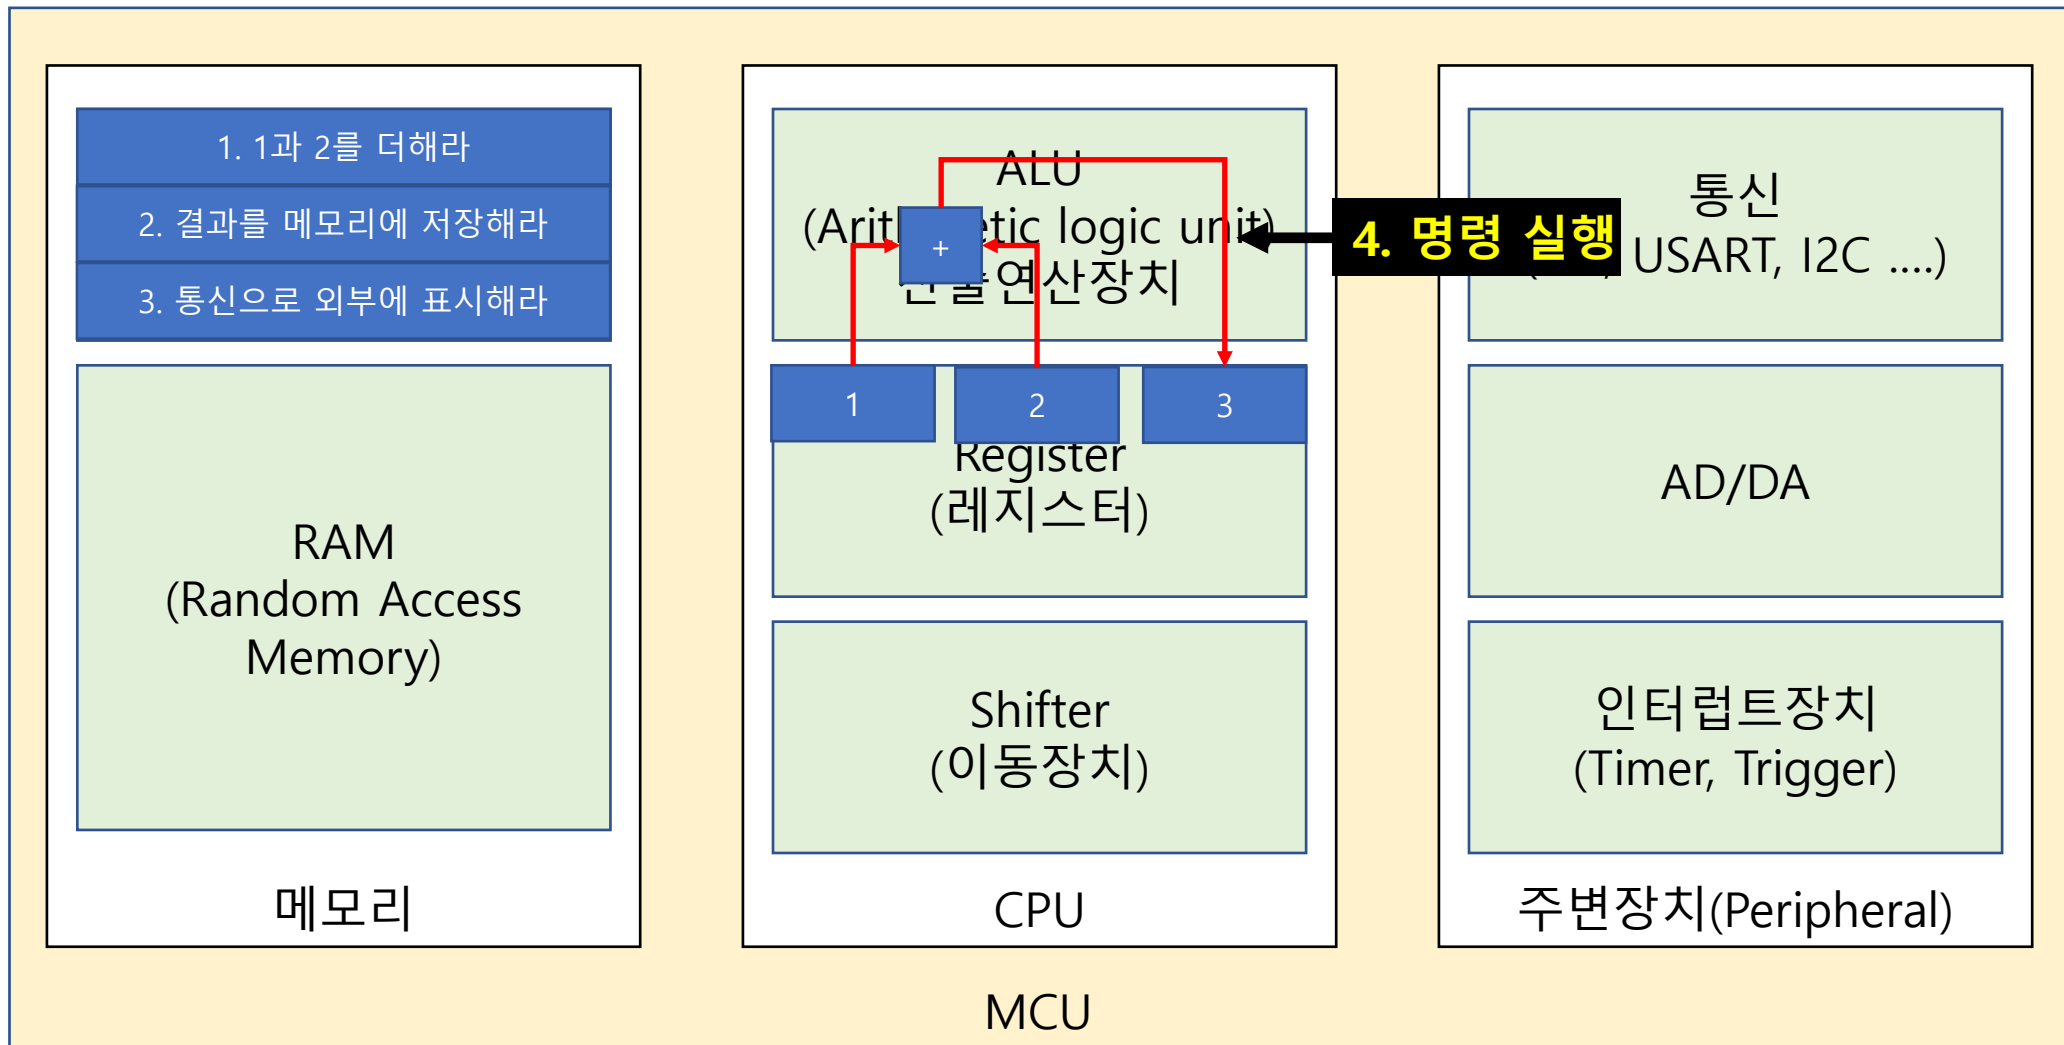 1. 1과 2를 더해라
2. 결과를 메모리에 저장해라
3. 통신으로 외부에 표시해라
RAM
(Random Access
Memory)
메모리
ALU
logic unit)
+
4. 명령 실행
1
2
3
Register
(레지스터)
Shifter
(이동장치)
CPU
통신
USART, I2C ....)
AD/DA
인터럽트장치
(Timer, Trigger)
주변장치(Peripheral)
MCU